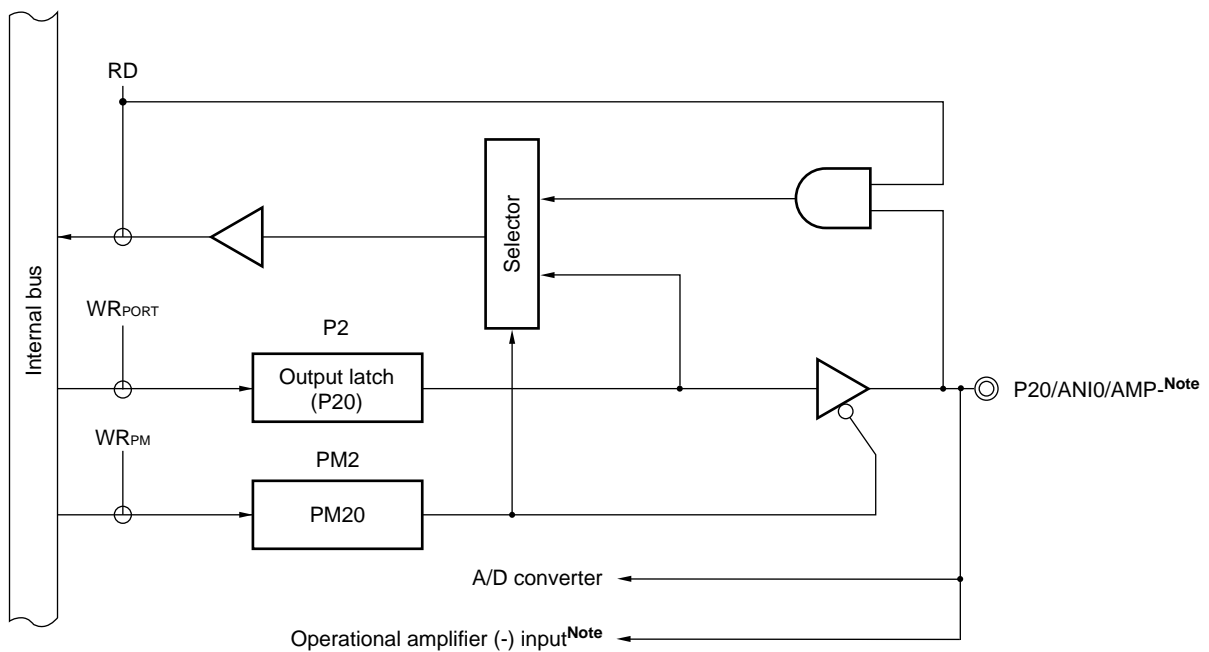 RD
Internal bus
Selector
WRPORT
P2
Output latch
(P20)
P20/ANI0/AMP-Note
WRPM
PM2
PM20
A/D converter
Operational amplifier (-) inputNote